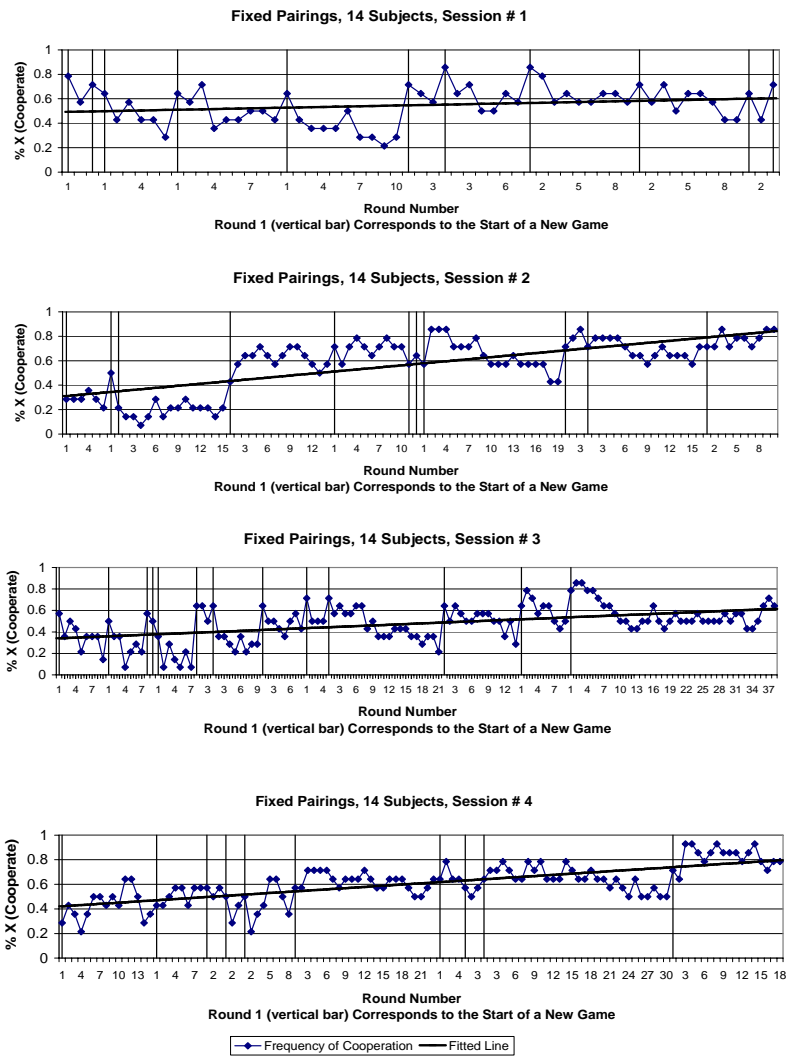 Fixed Pairings, 14 Subjects, Session # 1
% X (Cooperate)
1
0.8
0.6
0.4
0.2
0
1 1 4 1 4 7 1 4 7 10 3 3 6 2 5 8 2 5 8 2
Round Number
Round 1 (vertical bar) Corresponds to the Start of a New Game
Fixed Pairings, 14 Subjects, Session # 2
% X (Cooperate)
1
0.8
0.6
0.4
0.2
0
1 4 1 3 6 9 12 15 3 6 9 12 1 4 7 10 1 4 7 10 13 16 19 3 3 6 9 12 15 2 5 8
Round Number
Round 1 (vertical bar) Corresponds to the Start of a New Game
Fixed Pairings, 14 Subjects, Session # 3
% X (Cooperate)
1
0.8
0.6
0.4
0.2
0
1 4 7 1 4 7 1 4 7 3 3 6 9 3 6 1 4 3 6 9 12 15 18 21 3 6 9 12 1 4 7 1 4 7 10 13 16 19 22 25 28 31 34 37
Round Number
Round 1 (vertical bar) Corresponds to the Start of a New Game
Fixed Pairings, 14 Subjects, Session # 4
% X (Cooperate)
1
0.8
0.6
0.4
0.2
0
1 4 7 10 13 1 4 7 2 2 2 5 8 3 6 9 12 15 18 21 1 4 3 6 9 12 15 18 21 24 27 30 3 6 9 12 15 18
Round Number
Round 1 (vertical bar) Corresponds to the Start of a New Game
Frequency of Cooperation Fitted Line